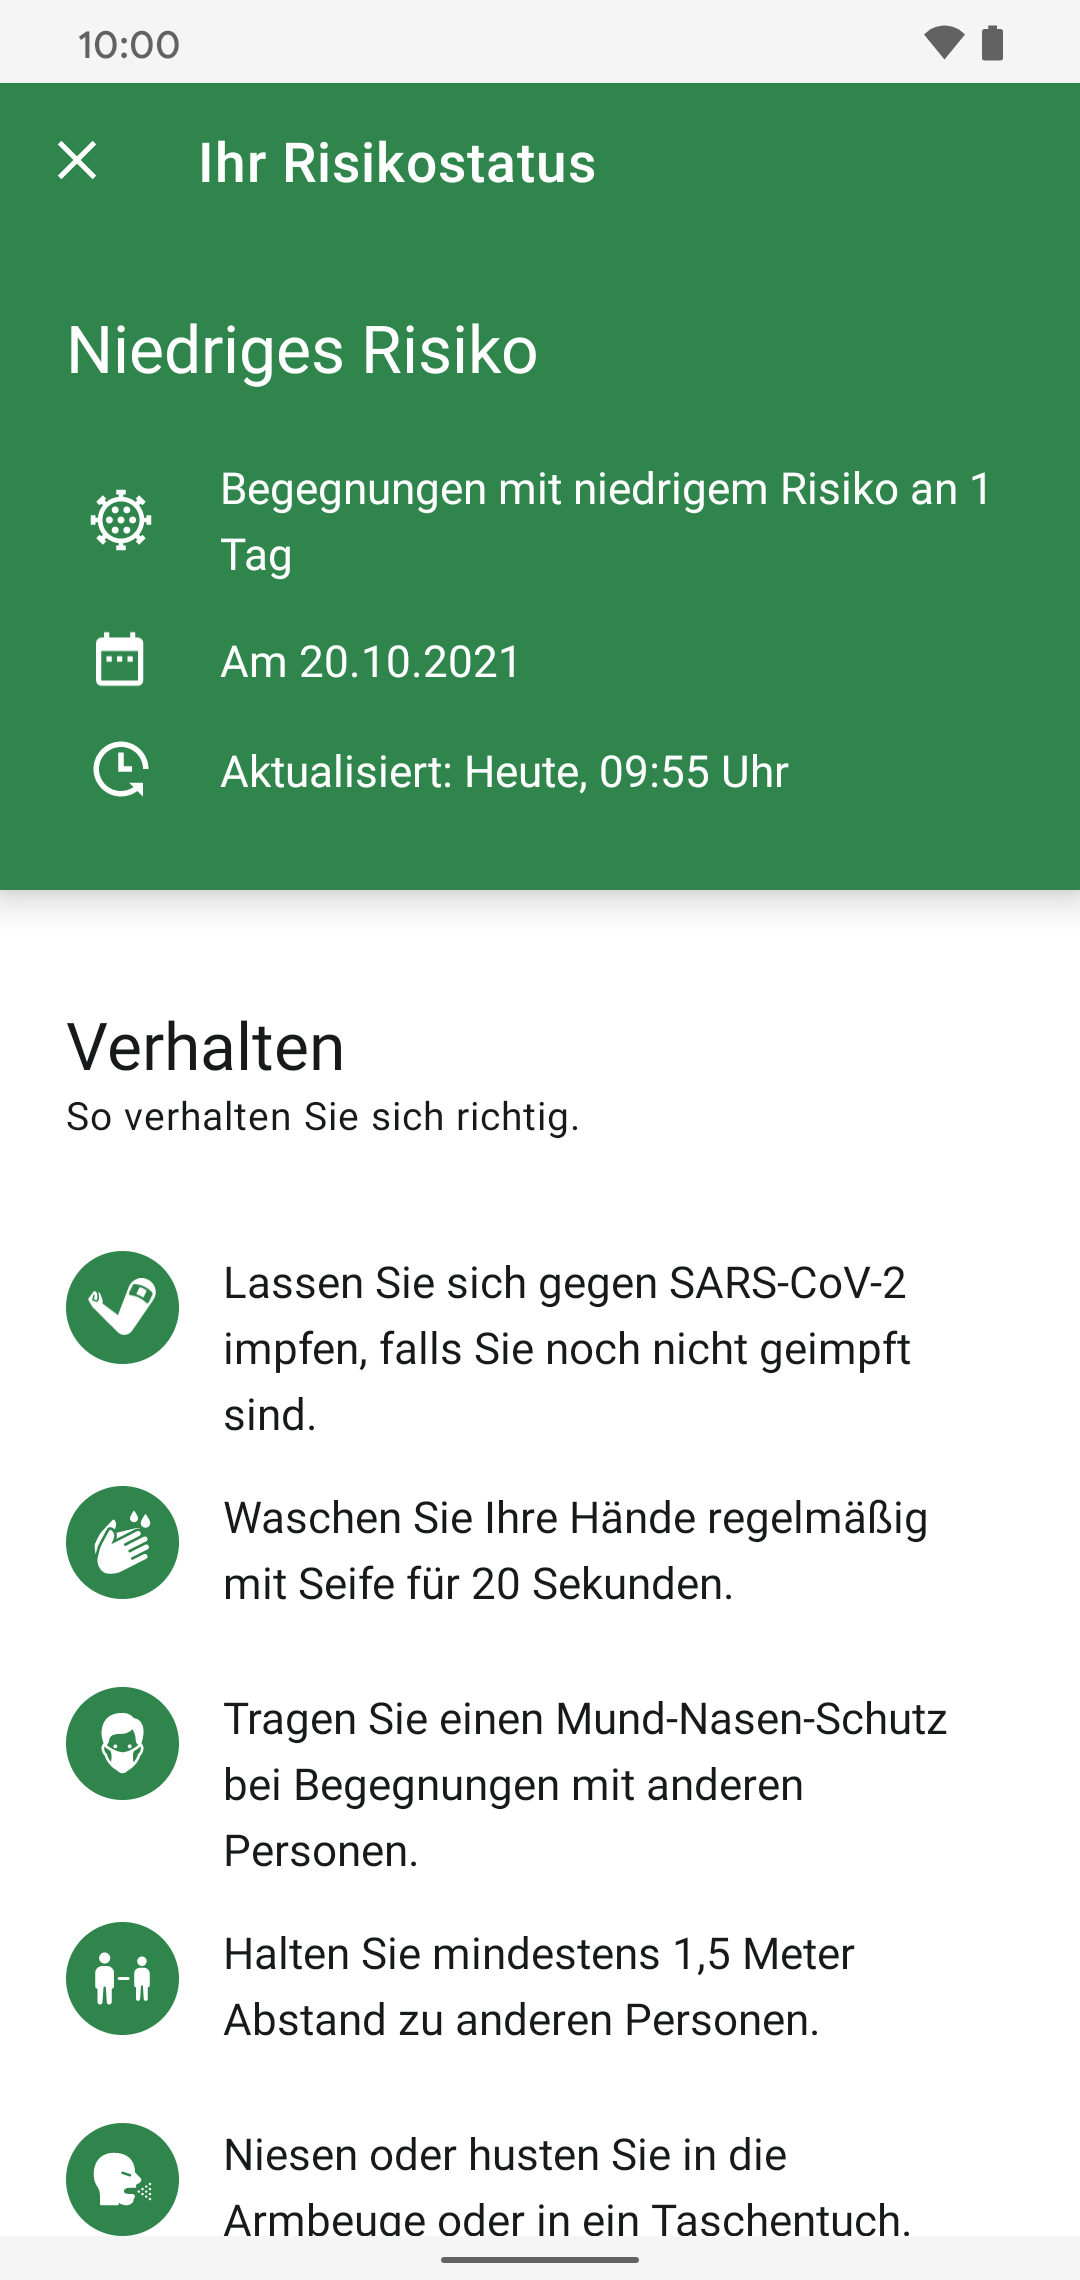 10:00
Ihr Risikostatus
Niedriges Risiko
Begegnungen mit niedrigem Risiko an 1
Tag
Am 20.10.2021
Aktualisiert: Heute, 09:55 Uhr
Verhalten
So verhalten Sie sich richtig.
Lassen Sie sich gegen SARS-CoV-2
impfen, falls Sie noch nicht geimpft
sind.
Waschen Sie Ihre Hände regelmäßig
mit Seife für 20 Sekunden.
Tragen Sie einen Mund-Nasen-Schutz
bei Begegnungen mit anderen
Personen.
Halten Sie mindestens 1,5 Meter
Abstand zu anderen Personen.
Niesen oder husten Sie in die
Armbeuge oder in ein Taschentuch.